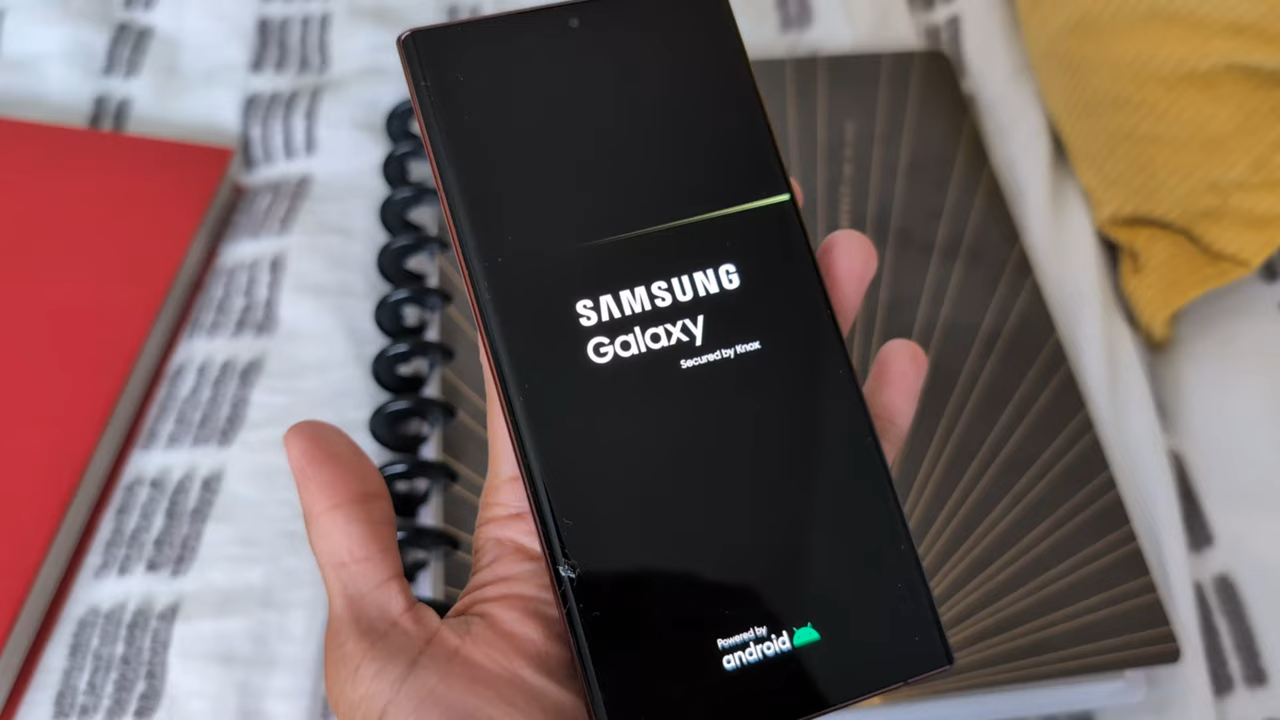 SAMSUNG
Galaxy
Secured by Knox
Powered by
android